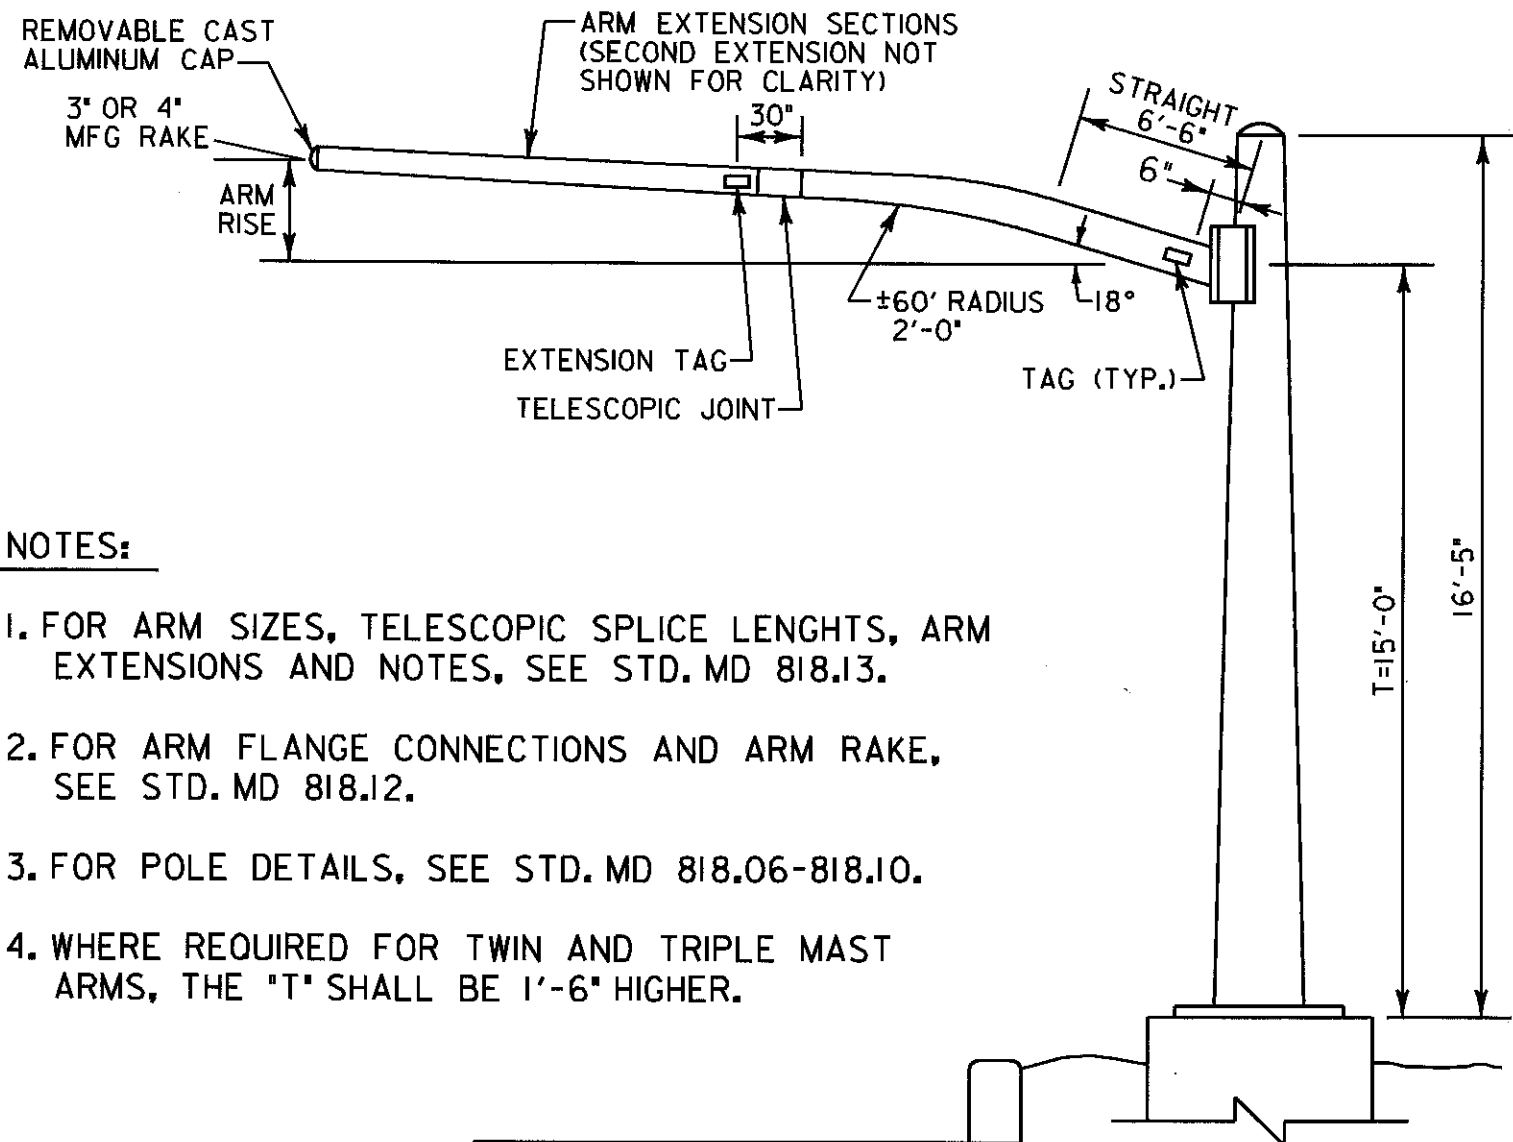 REMOVABLE CAST
ALUMINUM CAP
3" OR 4"
MFG RAKE
ARM
RISE
ARM EXTENSION SECTIONS
(SECOND EXTENSION NOT
SHOWN FOR CLARITY)
30"
STRAIGHT
6'-6"
6"
±60' RADIUS
2'-0"
18°
EXTENSION TAG
TELESCOPIC JOINT
TAG (TYP.)
T=15'-0"
16'-5"
NOTES:
1. FOR ARM SIZES, TELESCOPIC SPLICE LENGHTS, ARM
EXTENSIONS AND NOTES, SEE STD. MD 818.13.
2. FOR ARM FLANGE CONNECTIONS AND ARM RAKE,
SEE STD. MD 818.12.
3. FOR POLE DETAILS, SEE STD. MD 818.06-818.10.
4. WHERE REQUIRED FOR TWIN AND TRIPLE MAST
ARMS, THE "T" SHALL BE 1'-6" HIGHER.